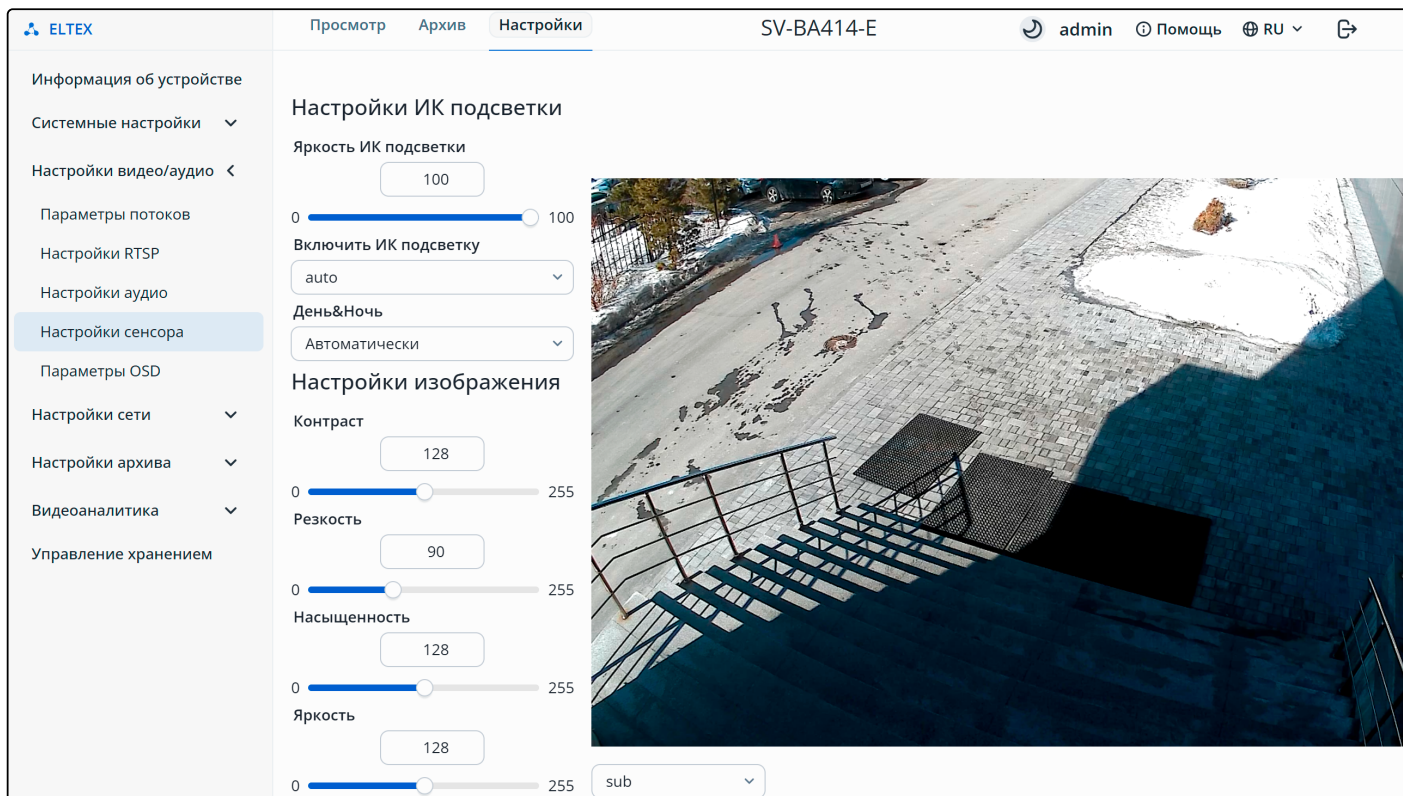 ELTEX
Просмотр
Архив
Настройки
SV-BA414-E
admin
Помощь
RU
Информация об устройстве
Системные настройки
Настройки видео/аудио
Параметры потоков
Настройки RTSP
Настройки аудио
Настройки сенсора
Параметры OSD
Настройки сети
Настройки архива
Видеоаналитика
Управление хранением
Настройки ИК подсветки
Яркость ИК подсветки
100
0 100
Включить ИК подсветку
auto
День&Ночь
Автоматически
Настройки изображения
Контраст
128
0 255
Резкость
90
0 255
Насыщенность
128
0 255
Яркость
128
0 255
sub